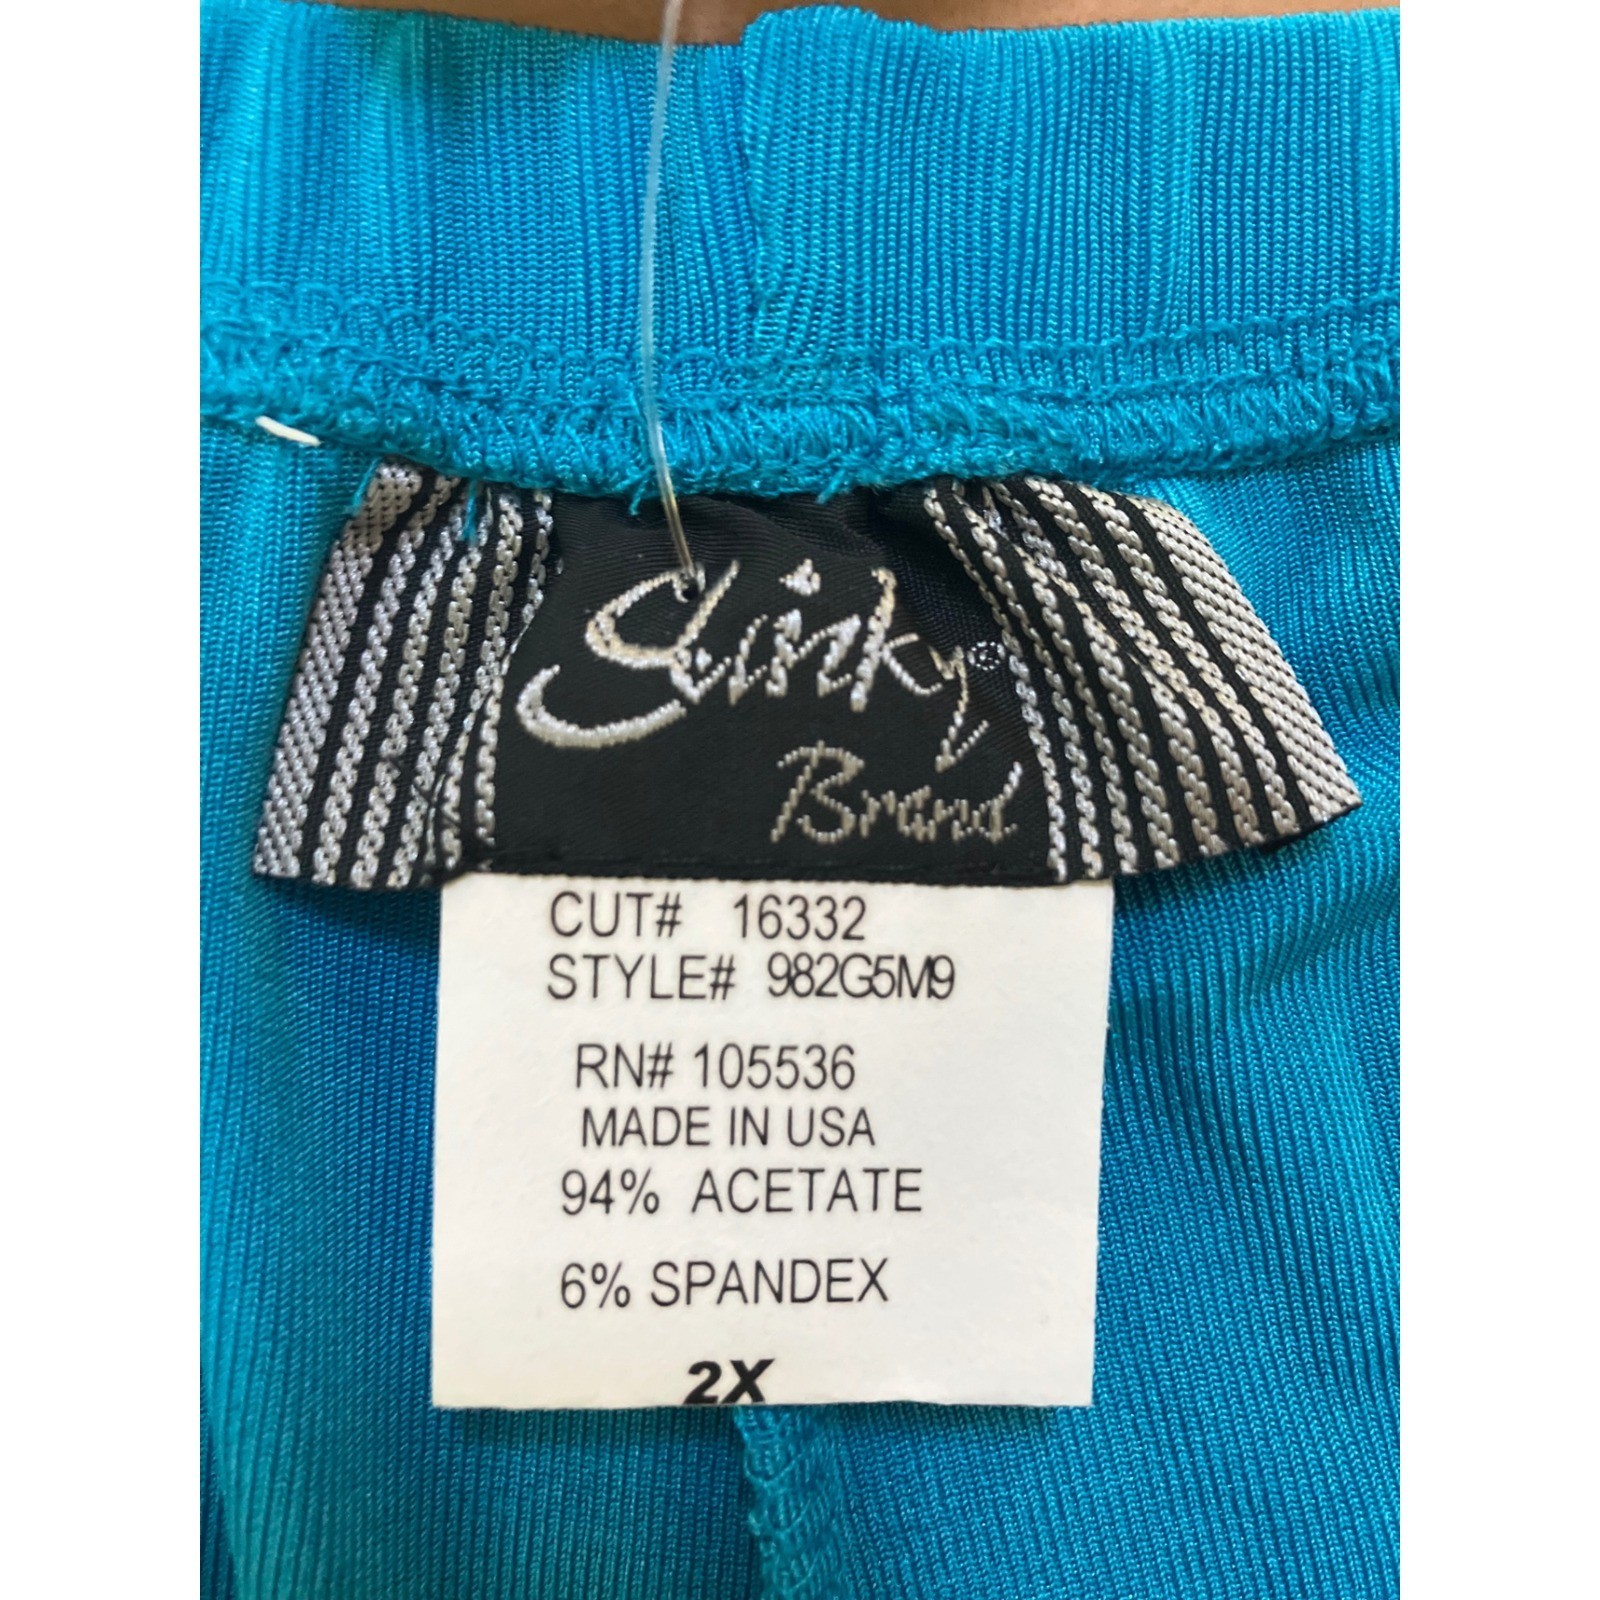 Slinky®
Brand
CUT# 16332
STYLE# 982G5M9
RN# 105536
MADE IN USA
94% ACETATE
6% SPANDEX
2X